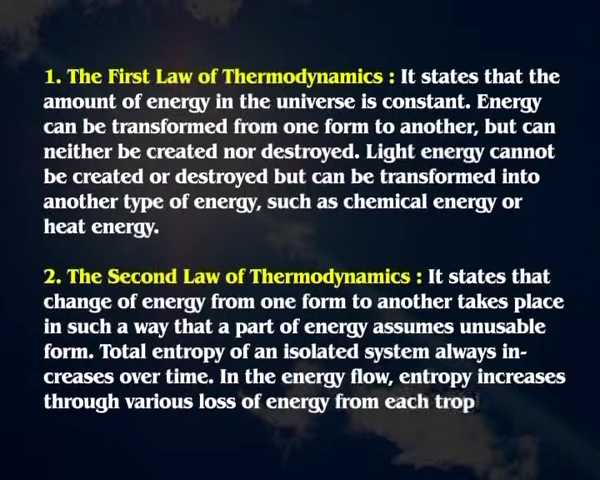 1. The First Law of Thermodynamics : It states that the
amount of energy in the universe is constant. Energy
can be transformed from one form to another, but can
neither be created nor destroyed. Light energy cannot
be created or destroyed but can be transformed into
another type of energy, such as chemical energy or
heat energy.
2. The Second Law of Thermodynamics : It states that
change of energy from one form to another takes place
in such a way that a part of energy assumes unusable
form. Total entropy of an isolated system always in-
creases over time. In the energy flow, entropy increases
through various loss of energy from each trop